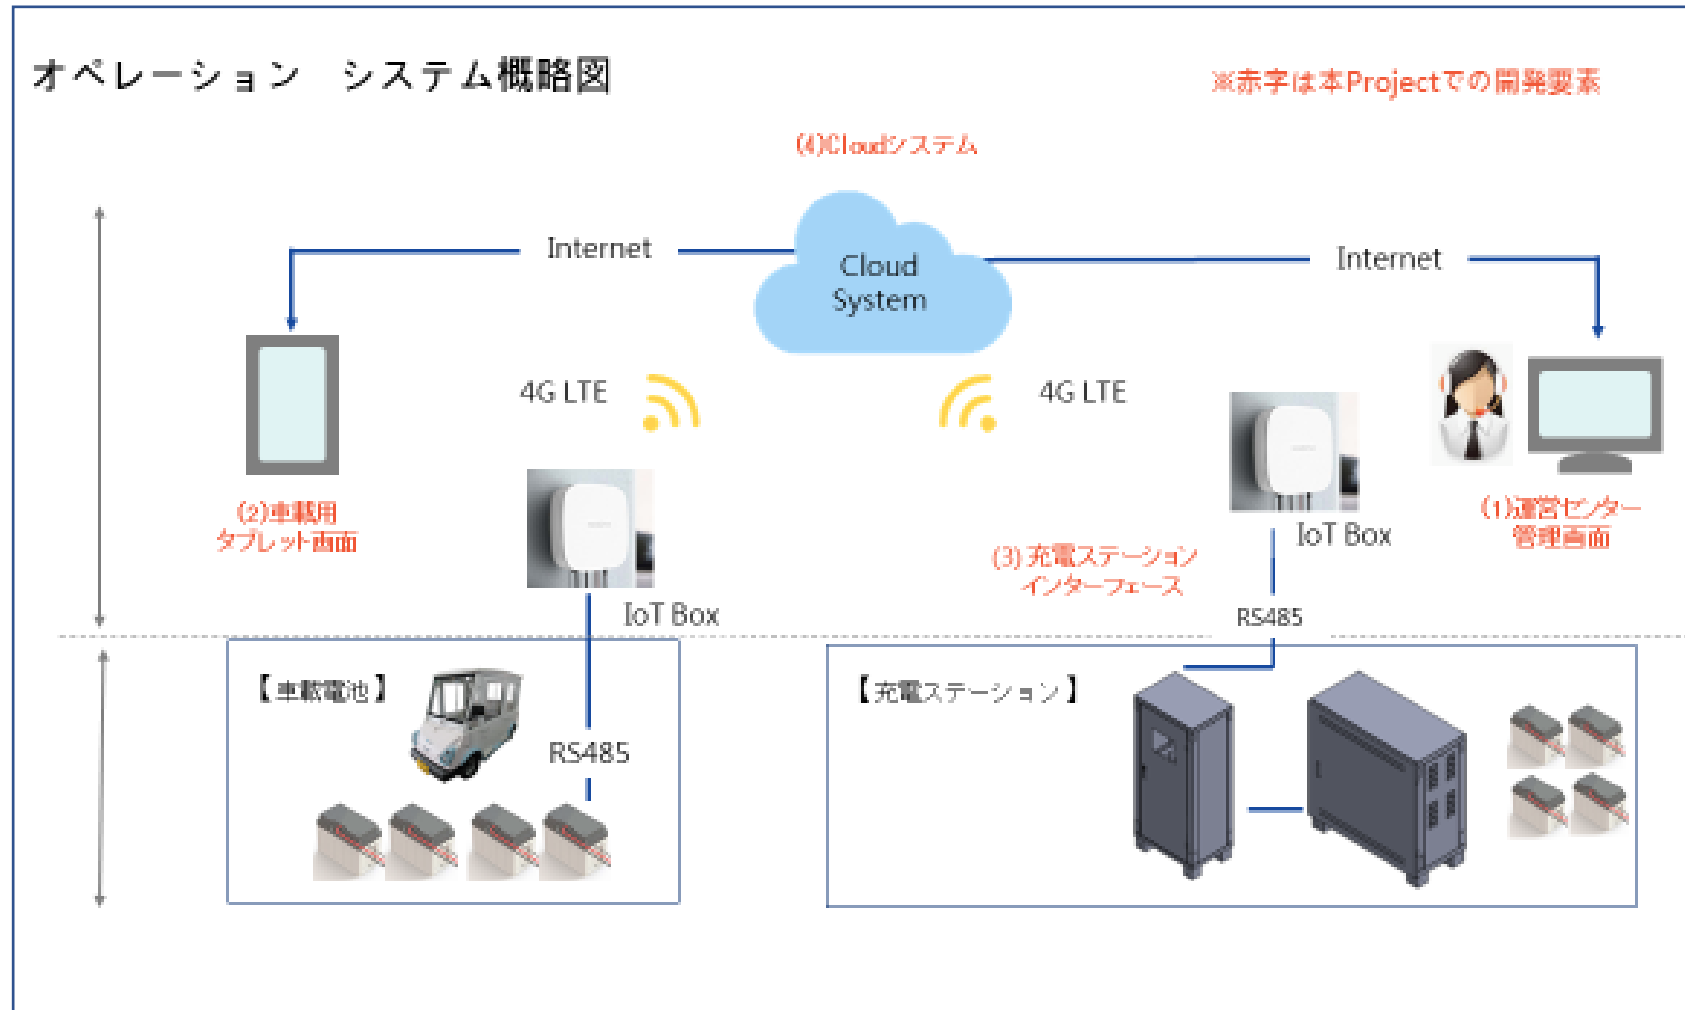 オペレーション　システム概略図
※赤字は本Projectでの開発要素
(4)Cloudシステム
Internet
Cloud
System
Internet
4G LTE
4G LTE
(2)車載用
タブレット画面
IoT Box
(3) 充電ステーション
インターフェース
IoT Box
(1)運営センター
管理画面
RS485
【車載電池】
RS485
【充電ステーション】